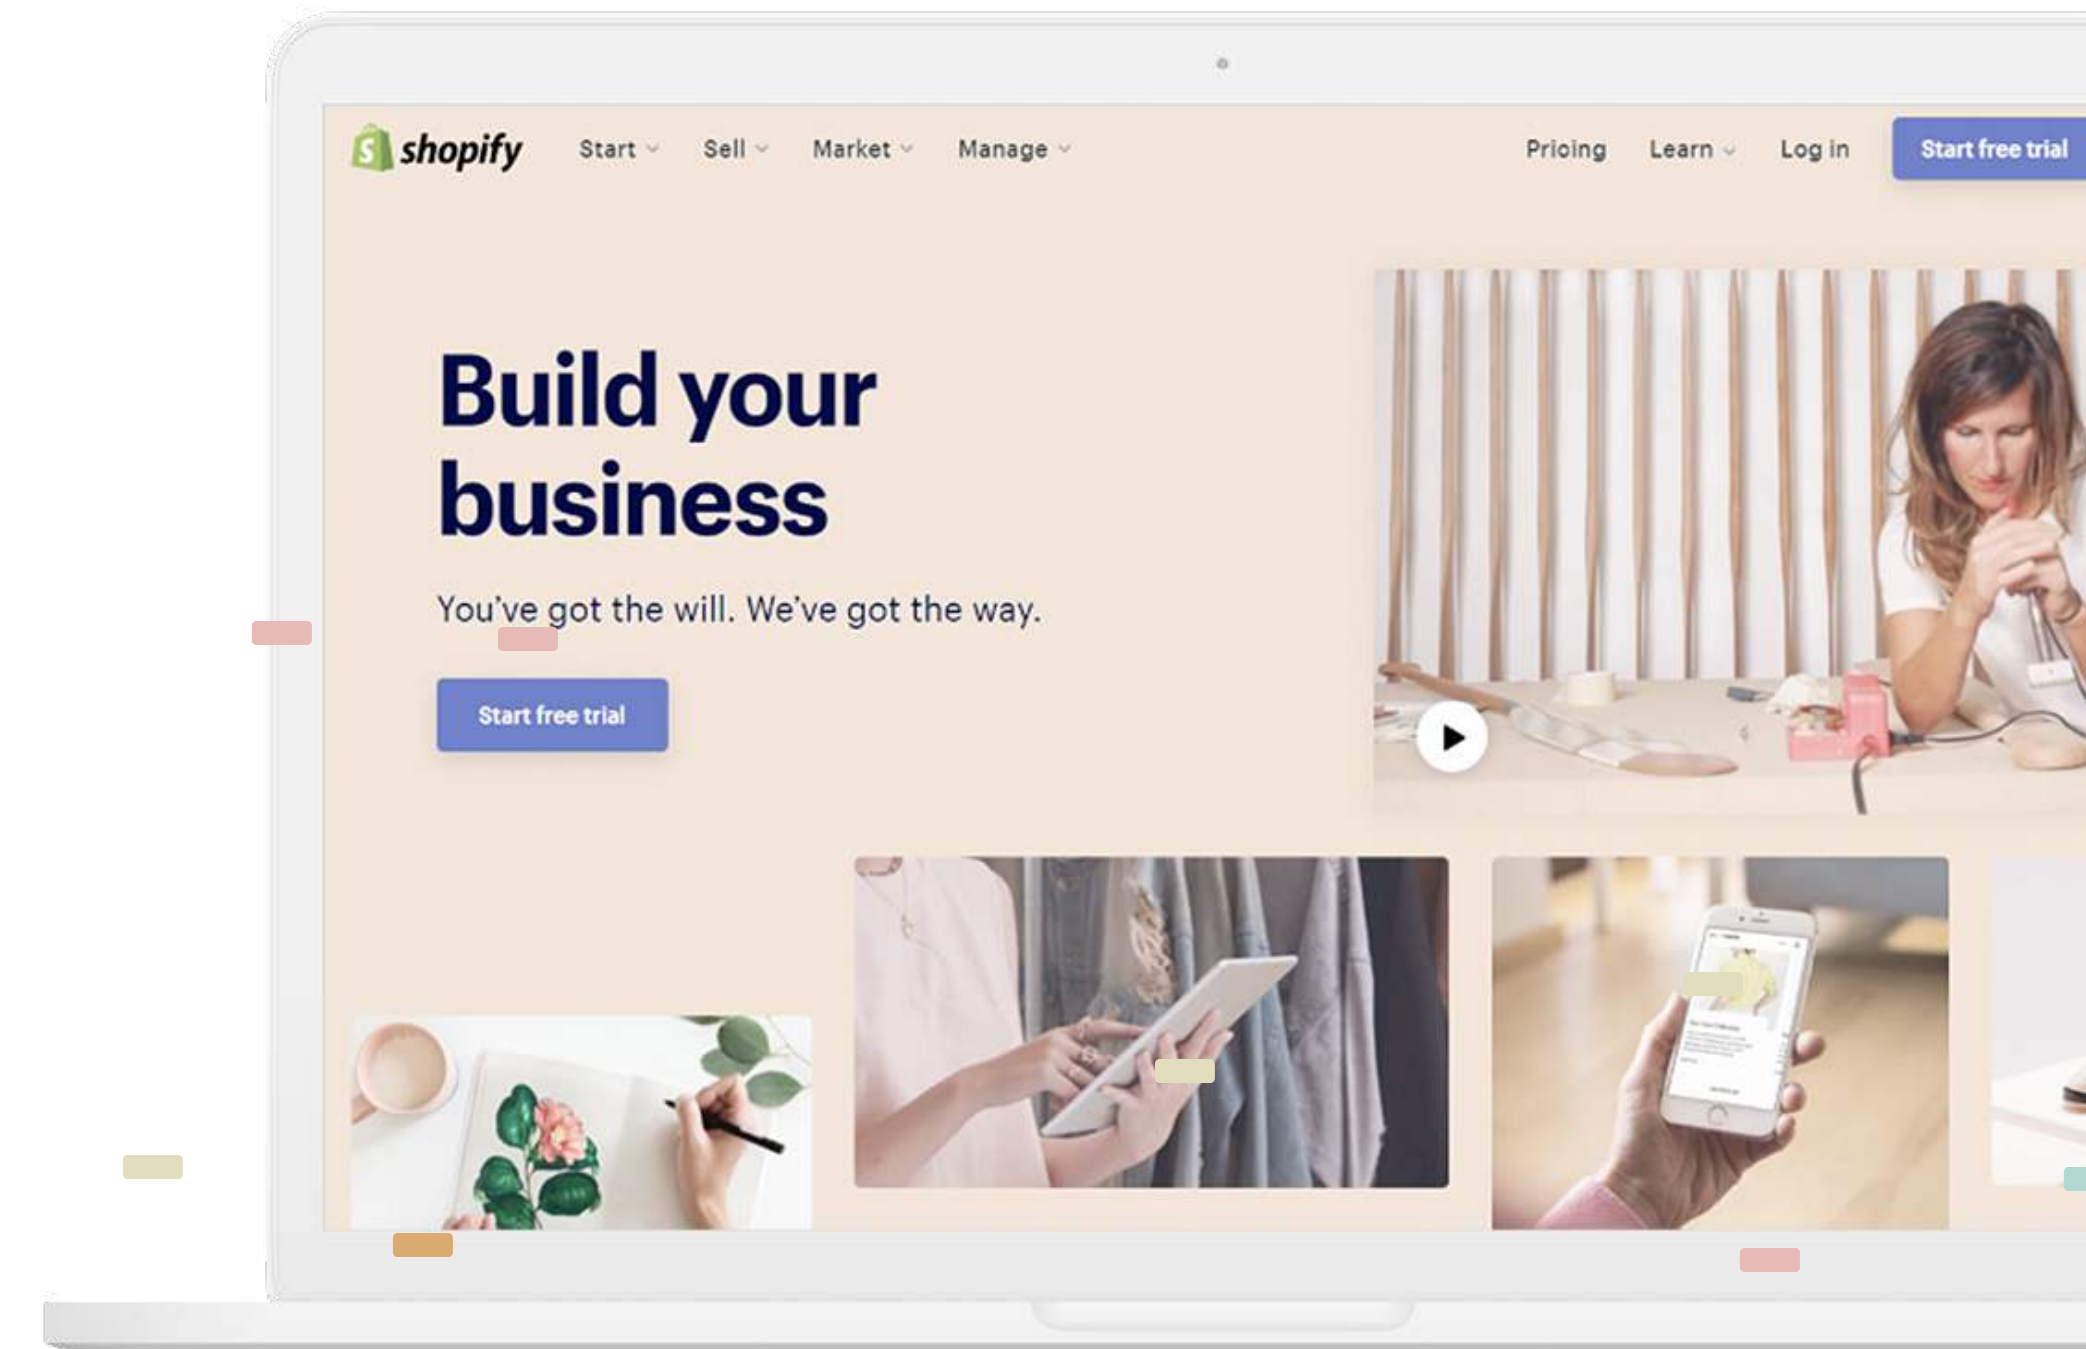 shopify
Start
Sell
Market
Manage
Pricing
Learn
Log in
Start free trial
Build your
business
You've got the will. We've got the way.
Start free trial